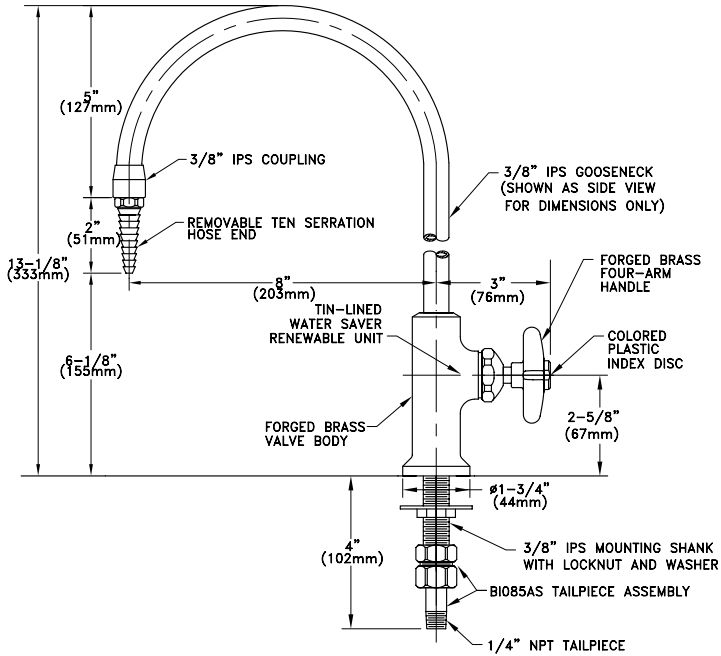 5"
(127mm)
3/8" IPS COUPLING
3/8" IPS GOOSENECK
(SHOWN AS SIDE VIEW
FOR DIMENSIONS ONLY)
2"
(51mm)
REMOVABLE TEN SERRATION
HOSE END
13-1/8"
(333mm)
8"
(203mm)
3"
(76mm)
FORGED BRASS
FOUR-ARM
HANDLE
TIN-LINED
WATER SAVER
RENEWABLE UNIT
COLORED
PLASTIC
INDEX DISC
6-1/8"
(155mm)
2-5/8"
(67mm)
FORGED BRASS
VALVE BODY
ø1-3/4"
(44mm)
4"
(102mm)
3/8" IPS MOUNTING SHANK
WITH LOCKNUT AND WASHER
BI085AS TAILPIECE ASSEMBLY
1/4" NPT TAILPIECE